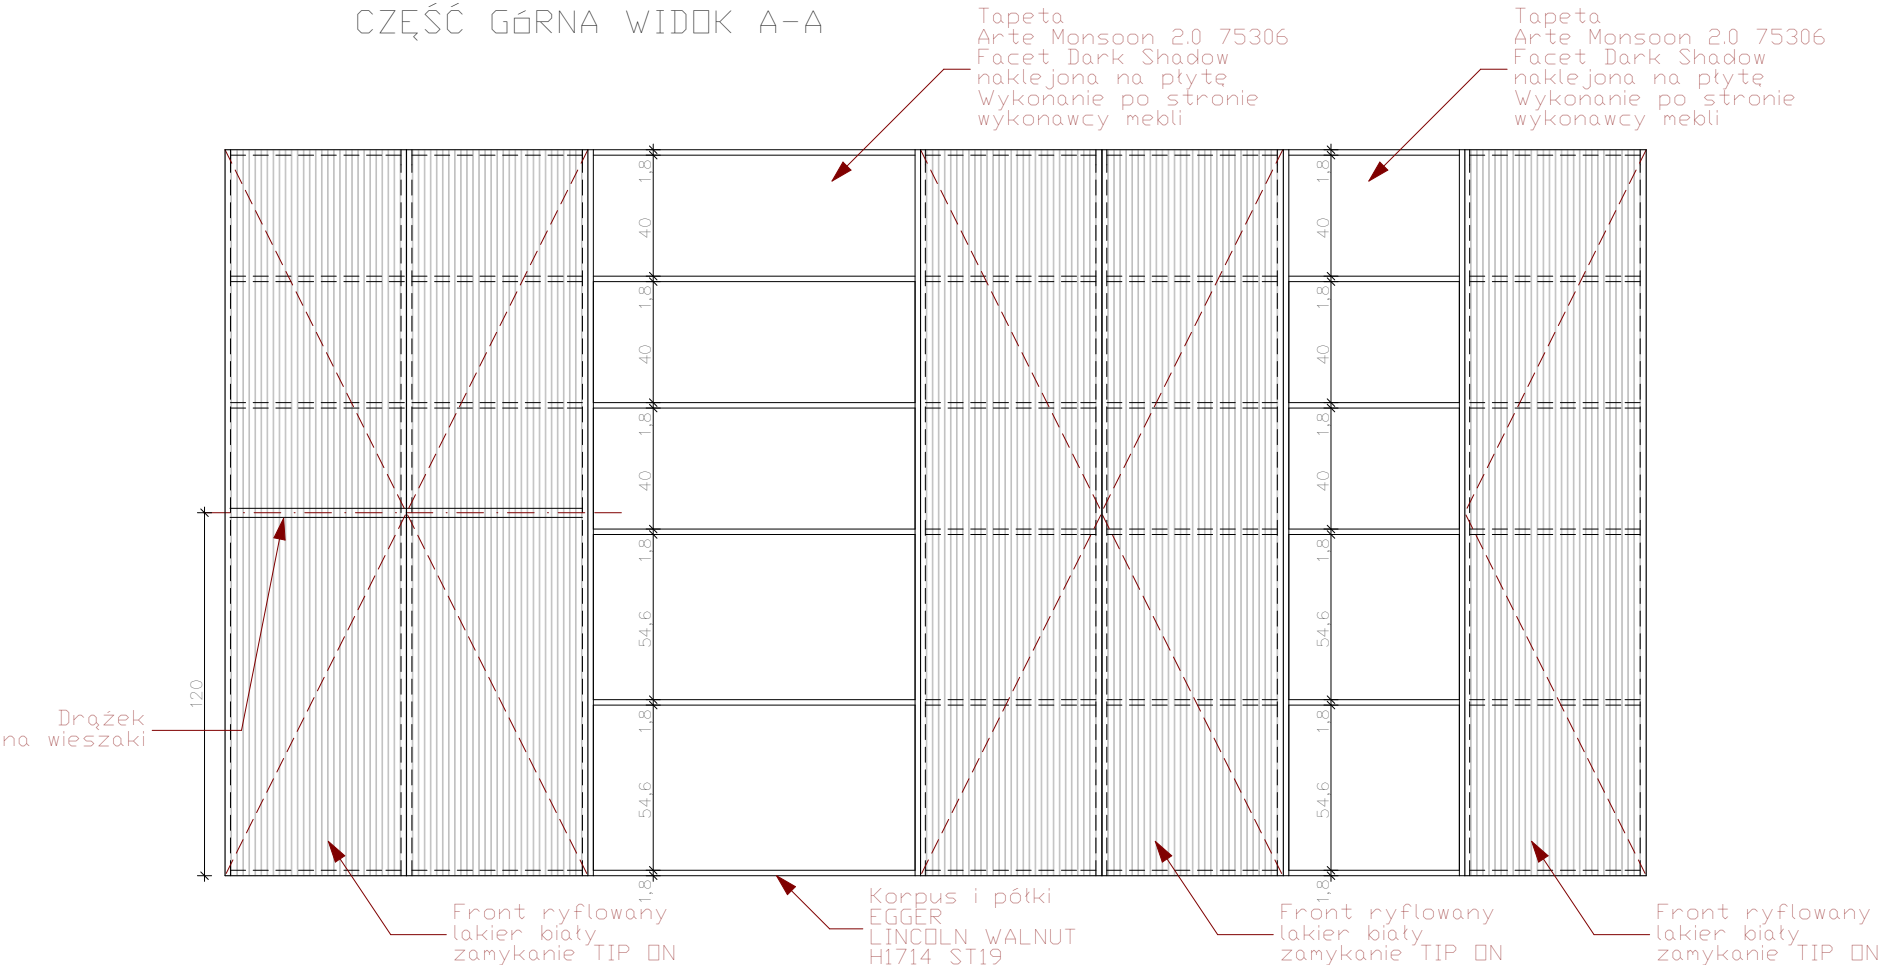 CZĘŚĆ GÓRNA WIDOK A-A
Tapeta
Arte Monsoon 2.0 75306
Facet Dark Shadow
naklejona na płytę
Wykonanie po stronie
wykonawcy mebli
Tapeta
Arte Monsoon 2.0 75306
Facet Dark Shadow
naklejona na płytę
Wykonanie po stronie
wykonawcy mebli
1,8
40
1,8
40
1,8
40
1,8
54,6
1,8
54,6
1,8
1,8
40
1,8
40
1,8
40
1,8
54,6
1,8
54,6
1,8
120
Drążek
na wieszaki
Front ryflowany
lakier biały
zamykanie TIP ON
Korpus i półki
EGGER
LINCOLN WALNUT
H1714 ST19
Front ryflowany
lakier biały
zamykanie TIP ON
Front ryflowany
lakier biały
zamykanie TIP ON